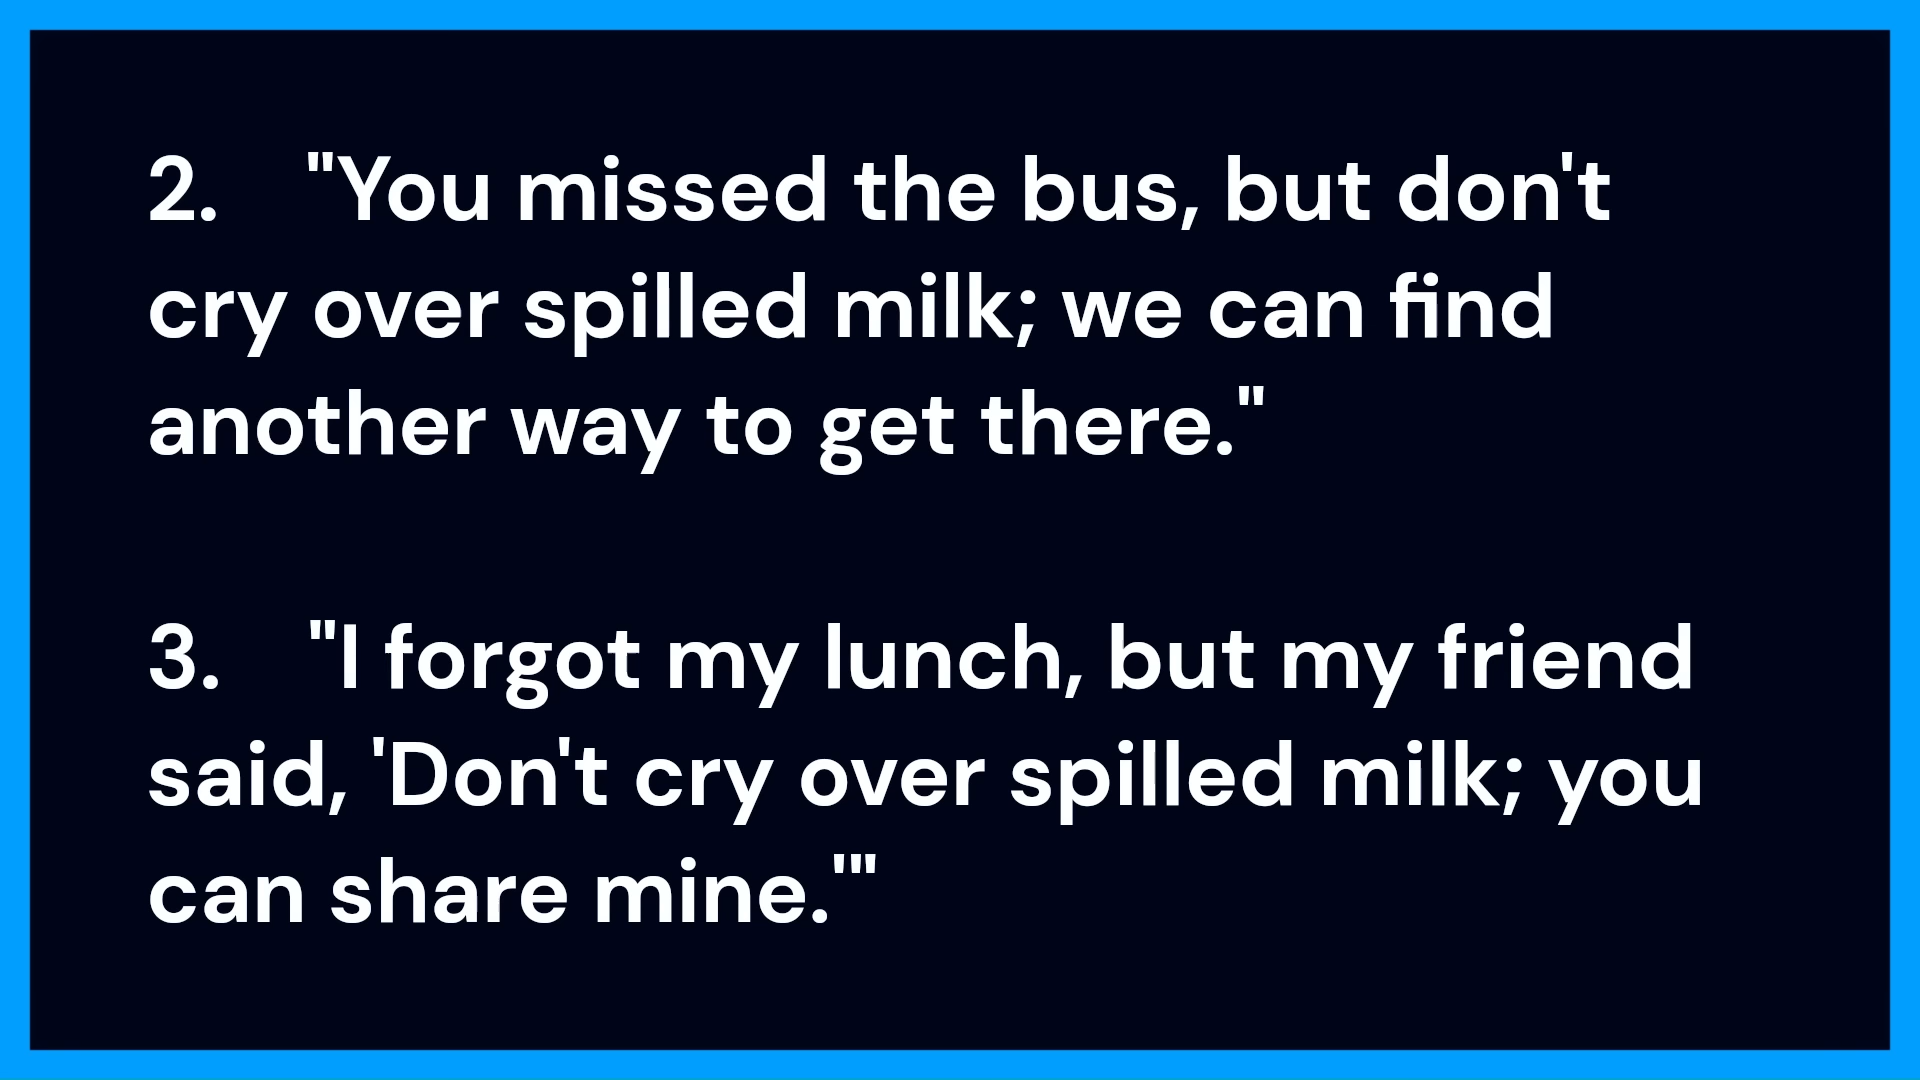 2. "You missed the bus, but don't
cry over spilled milk; we can find
another way to get there."
3. "I forgot my lunch, but my friend
said, 'Don't cry over spilled milk; you
can share mine.'"